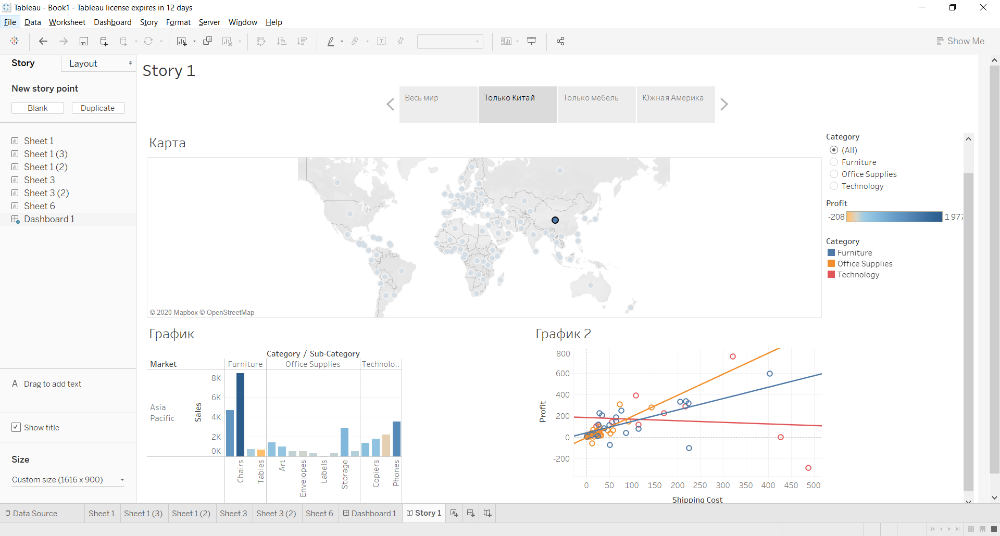 Tableau - Book1 - Tableau license expires in 12 days
File Data Worksheet Dashboard Story Format Server Window Help
Show Me
Story Layout
New story point
Blank Duplicate
Sheet 1
Sheet 1 (3)
Sheet 1 (2)
Sheet 3
Sheet 3 (2)
Sheet 6
Dashboard 1
A Drag to add text
Show title
Size
Custom size (1616 x 900)
Story 1
Весь мир
Только Китай
Только мебель
Южная Америка
Карта
© 2020 Mapbox © OpenStreetMap
Category
(All)
Furniture
Office Supplies
Technology
Profit
-208 1 977
Category
Furniture
Office Supplies
Technology
График
Category / Sub-Category
Market Furniture Office Supplies Technolo..
Asia
Pacific
Sales
8K
6K
4K
2K
0K
Chairs
Tables
Art
Envelopes
Labels
Storage
Copiers
Phones
График 2
Profit
800
600
400
200
0
-200
0 50 100 150 200 250 300 350 400 450 500
Shipping Cost
Data Source Sheet 1 Sheet 1 (3) Sheet 1 (2) Sheet 3 Sheet 3 (2) Sheet 6 Dashboard 1 Story 1